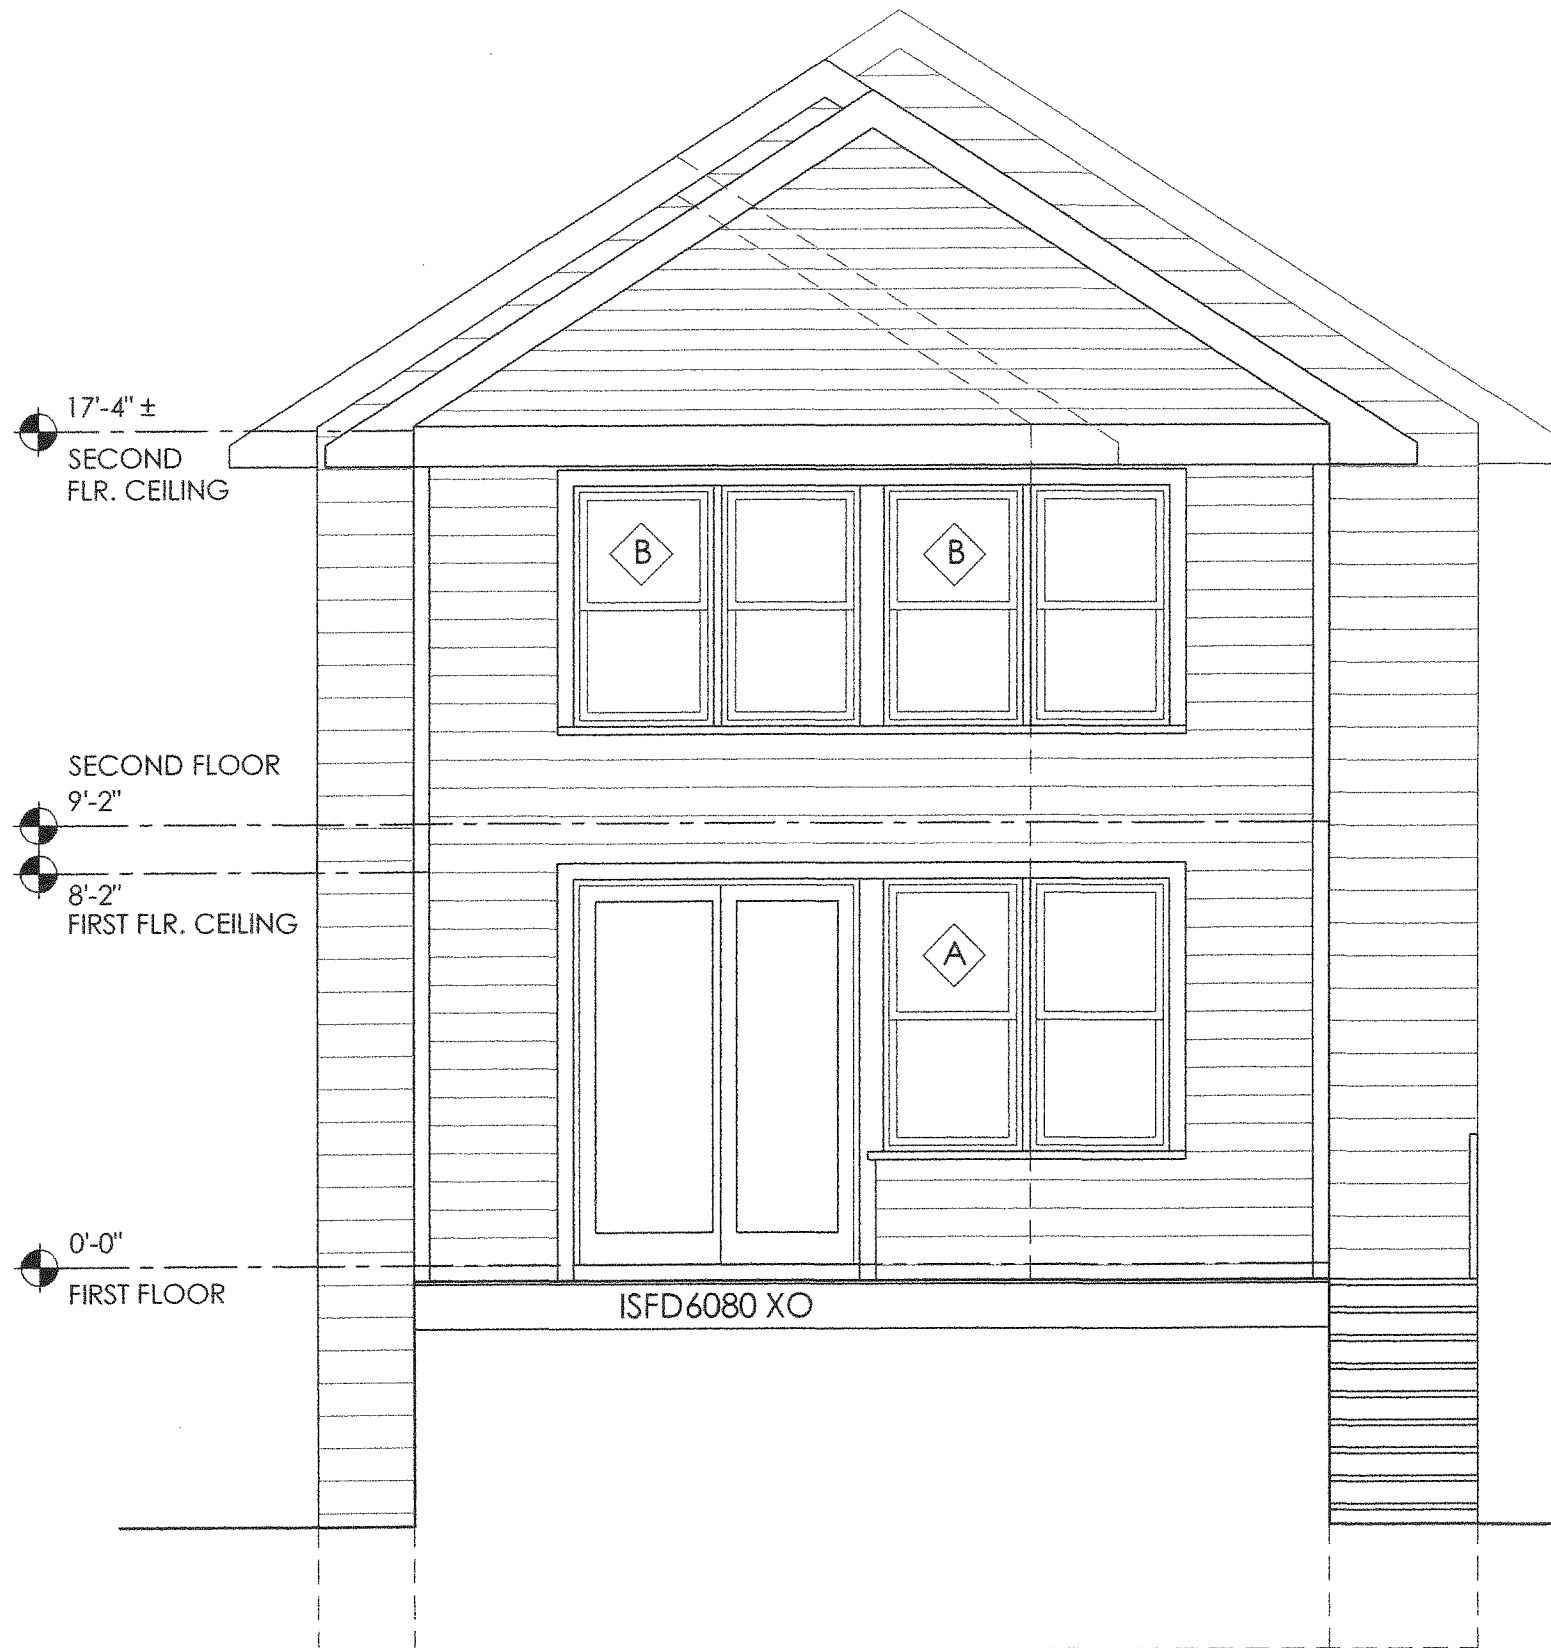 17'-4" ±
SECOND
FLR. CEILING
B
B
SECOND FLOOR
9'-2"
8'-2"
FIRST FLR. CEILING
A
0'-0"
FIRST FLOOR
ISFD6080 XO